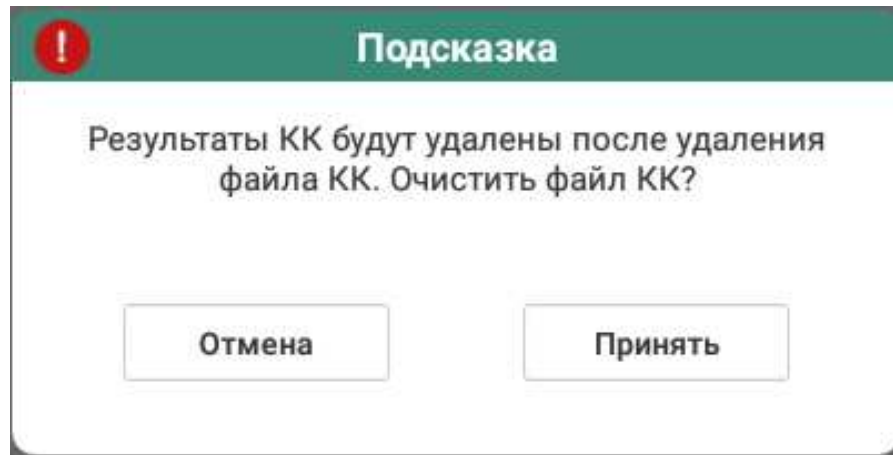 !
Подсказка
Результаты КК будут удалены после удаления
файла КК. Очистить файл КК?
Отмена
Принять